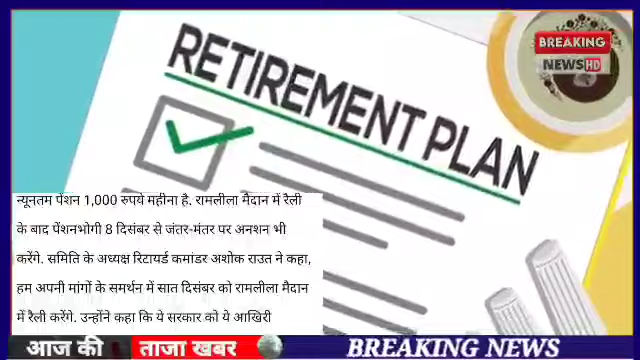 BREAKING
NEWS HD
RETIREMENT PLAN
न्यूनतम पेंशन 1,000 रुपये महीना है. रामलीला मैदान में रैली
के बाद पेंशनभोगी 8 दिसंबर से जंतर-मंतर पर अनशन भी
करेंगे. समिति के अध्यक्ष रिटायर्ड कमांडर अशोक राउत ने कहा,
हम अपनी मांगों के समर्थन में सात दिसंबर को रामलीला मैदान
में रैली करेंगे. उन्होंने कहा कि ये सरकार को ये आखिरी
आज की ताजा खबर BREAKING NEWS